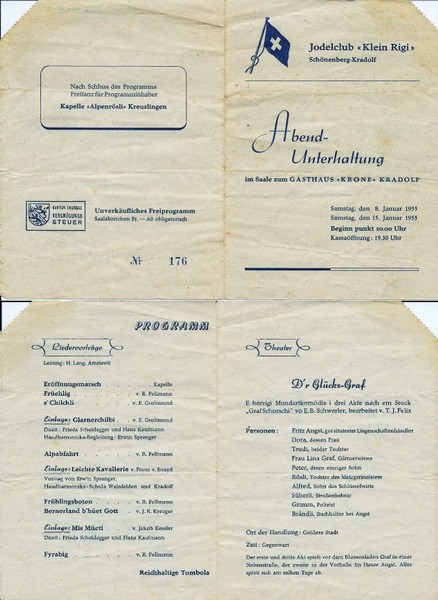 Nach Schluss des Programms
Freitanz für Programminhaber
Kapelle «Alpenrösli» Kreuzlingen
KANTON THURGAU
VERGNÜGUNGS
STEUER
Unverkäufliches Freiprogramm
Saalabzeichen Fr. —.60 obligatorisch
№ 176
Jodelclub «Klein Rigi»
Schönenberg-Kradolf
Abend-
Unterhaltung
im Saale zum GASTHAUS «KRONE» KRADOLF
Samstag, den 8. Januar 1955
Samstag, den 15. Januar 1955
Beginn punkt 20.00 Uhr
Kassaöffnung: 19.30 Uhr
PROGRAMM
Liedervorträge
Leitung: H. Lang, Amriswil
Eröffnungsmarsch . . . . Kapelle
Früehlig . . . . . v. R. Fellmann
s' Chilchli . . . . . v. E. Grolimund
Einlage: Glarnerchilbi . . v. E. Grolimund
Duett: Frieda Scheidegger und Hans Kaufmann
Handharmonika-Begleitung: Erwin Sprenger
Alpabfahrt . . . . . v. R. Fellmann
Einlage: Leichte Kavallerie v. Franz v. Suppé
Vortrag von Erwin Sprenger,
Handharmonika-Schule Weinfelden und Kradolf
Frühlingsboten . . . . v. R. Fellmann
Bernerland b'hüet Gott . . v. J. R. Kreuger
Einlage: Mis Müeti . . . v. Jakob Kessler
Duett: Frieda Scheidegger und Hans Kaufmann
Fyrabig . . . . . v. R. Fellmann
Reichhaltige Tombola
Theater
D'r Glücks-Graf
E herrigi Mundartkomödie i drei Akte nach em Stuck
„Graf Schorschi“ vo E.B. Schwerler, bearbeitet v. T. J. Felix
Personen: Fritz Angst, gut situierter Liegenschaftshändler
Dora, dessen Frau
Trudi, beider Tochter
Frau Lina Graf, Gärtnerswitwe
Peter, deren einziger Sohn
Rösli, Tochter des Metzgermeisters
Alfred, Sohn des Schlüsselwirts
Süberli, Straßenkehrer
Grimm, Polizist
Brändli, Buchhalter bei Angst
Ort der Handlung: Größere Stadt
Zeit: Gegenwart
Der erste und dritte Akt spielt vor dem Blumenladen Graf in einer
Nebenstraße, der zweite in der Vorhalle im Hause Angst. Alles
spielt sich am selben Tage ab.